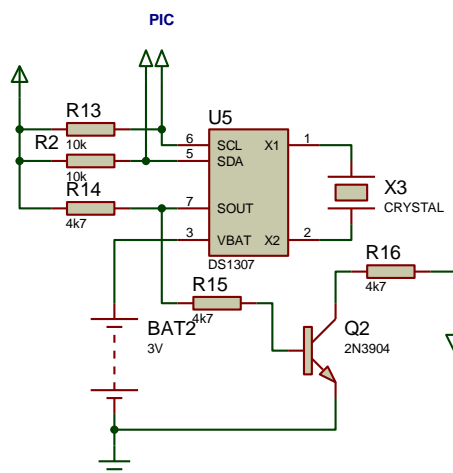 PIC
R13
10k
R2
10k
R14
4k7
U5
6
SCL
X1
1
5
SDA
7
SOUT
3
VBAT
X2
2
DS1307
X3
CRYSTAL
R15
4k7
R16
4k7
BAT2
3V
Q2
2N3904